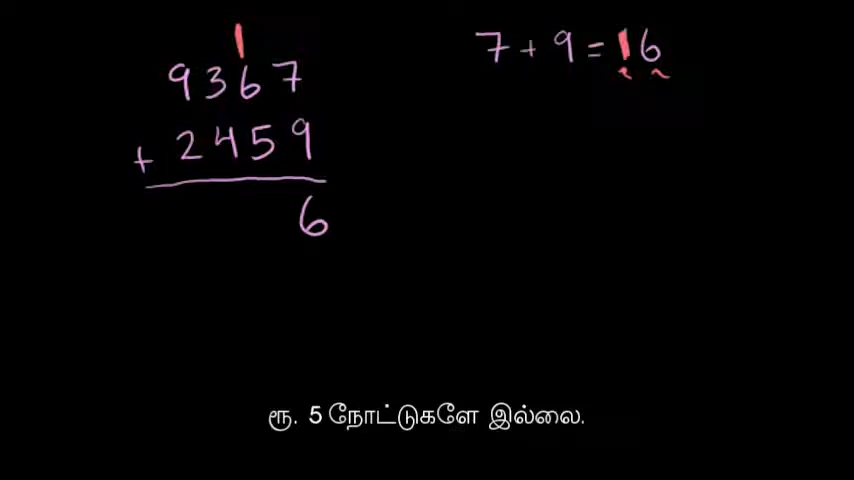 1
9367
+ 2459
6
7 + 9 = 16
ரூ. 5 நோட்டுகளே இல்லை.